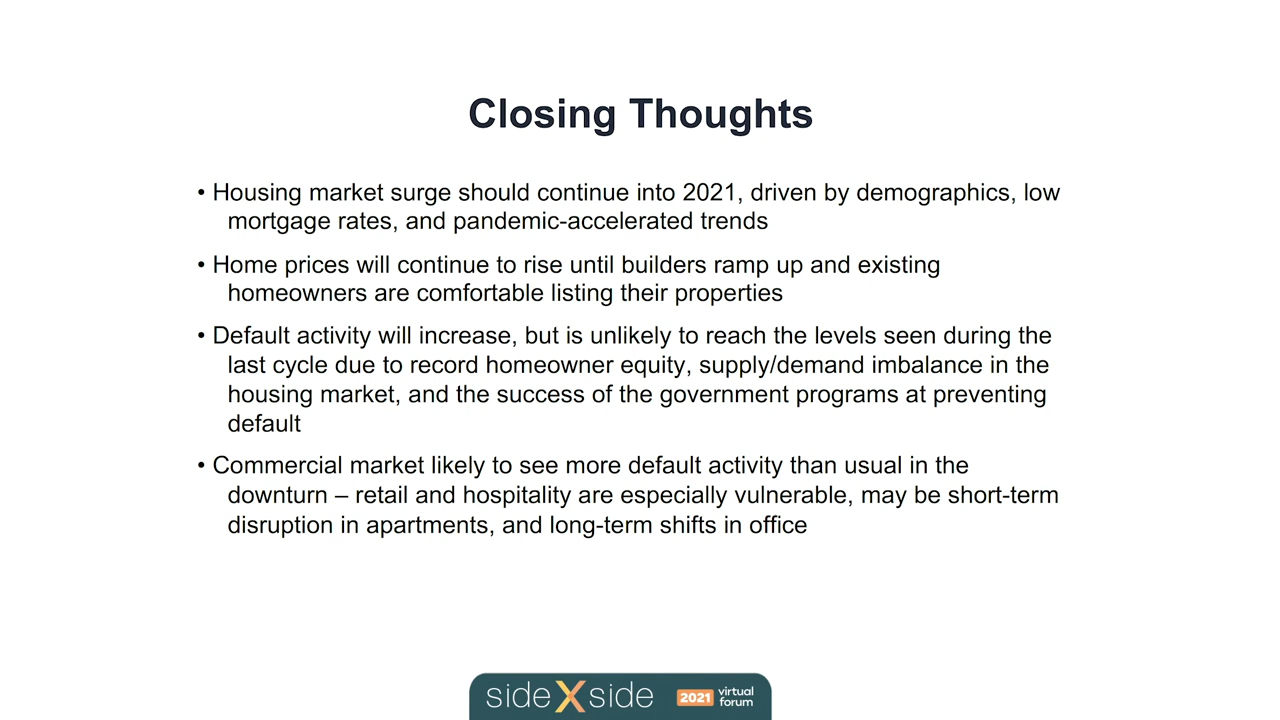 Closing Thoughts
• Housing market surge should continue into 2021, driven by demographics, low
mortgage rates, and pandemic-accelerated trends
• Home prices will continue to rise until builders ramp up and existing
homeowners are comfortable listing their properties
• Default activity will increase, but is unlikely to reach the levels seen during the
last cycle due to record homeowner equity, supply/demand imbalance in the
housing market, and the success of the government programs at preventing
default
• Commercial market likely to see more default activity than usual in the
downturn – retail and hospitality are especially vulnerable, may be short-term
disruption in apartments, and long-term shifts in office
sideXside 2021 virtual
forum